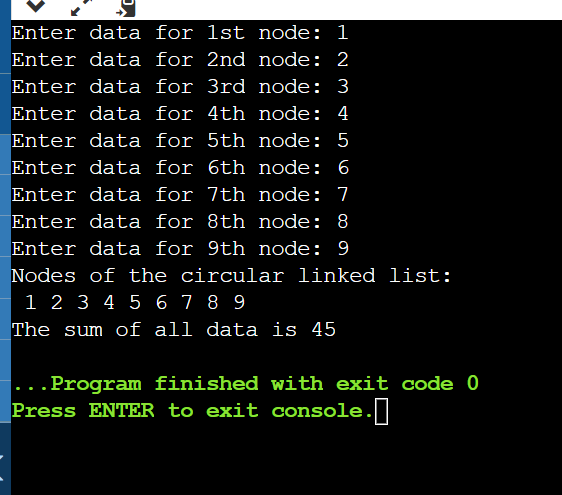 Enter data for 1st node: 1
Enter data for 2nd node: 2
Enter data for 3rd node: 3
Enter data for 4th node: 4
Enter data for 5th node: 5
Enter data for 6th node: 6
Enter data for 7th node: 7
Enter data for 8th node: 8
Enter data for 9th node: 9
Nodes of the circular linked list:
1 2 3 4 5 6 7 8 9
The sum of all data is 45
...Program finished with exit code 0
Press ENTER to exit console.